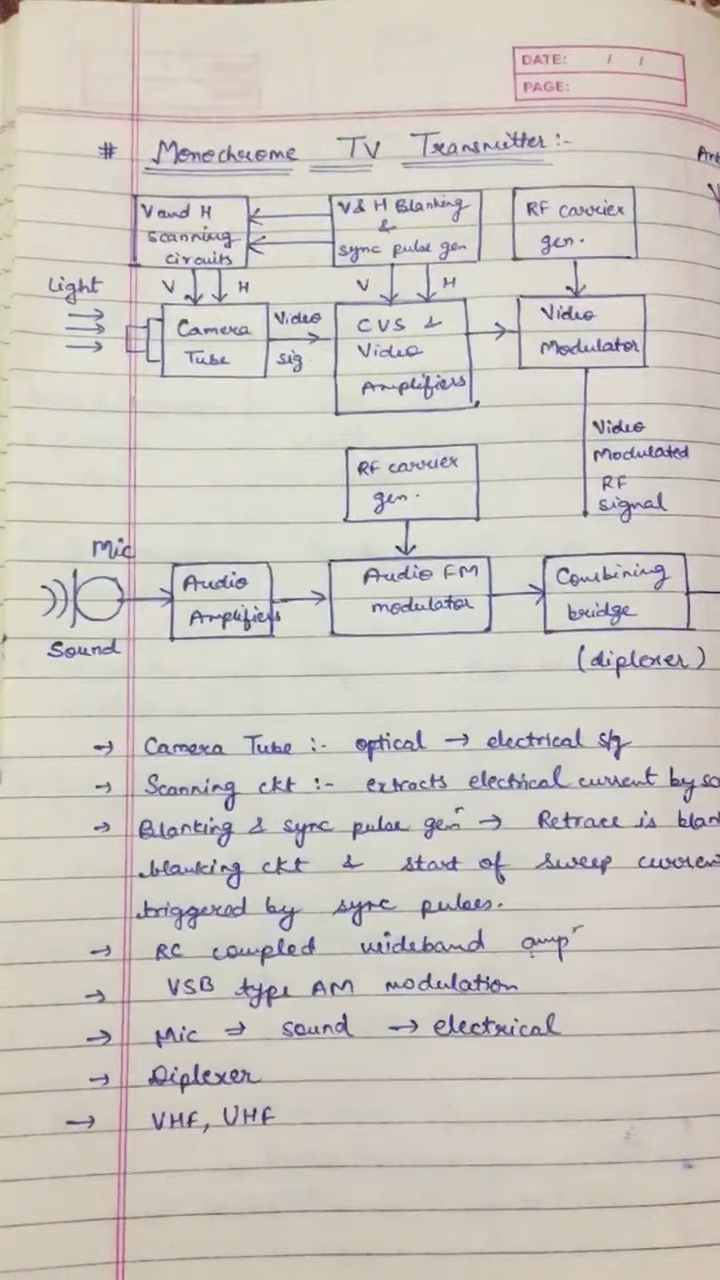 DATE: / /
PAGE:
# Monochrome TV Transmitter :-
V and H
scanning
circuits
V & H Blanking
&
sync pulse gen
RF carrier
gen.
Light
V H
V H
Camera
Tube
Video
sig.
CVS &
Video
Amplifiers
Video
Modulator
Video
Modulated
RF
signal
RF carrier
gen.
Mic
Sound
Audio
Amplifiers
Audio FM
modulator
Combining
bridge
(diplexer)
→ Camera Tube :- optical → electrical s/g
→ Scanning ckt :- extracts electrical current by
→ Blanking & sync pulse genr → Retrace is
blanking ckt & start of sweep
triggered by sync pulses.
→ RC coupled wideband ampr
→ VSB type AM modulation
→ Mic → sound → electrical
→ Diplexer
→ VHF, UHF